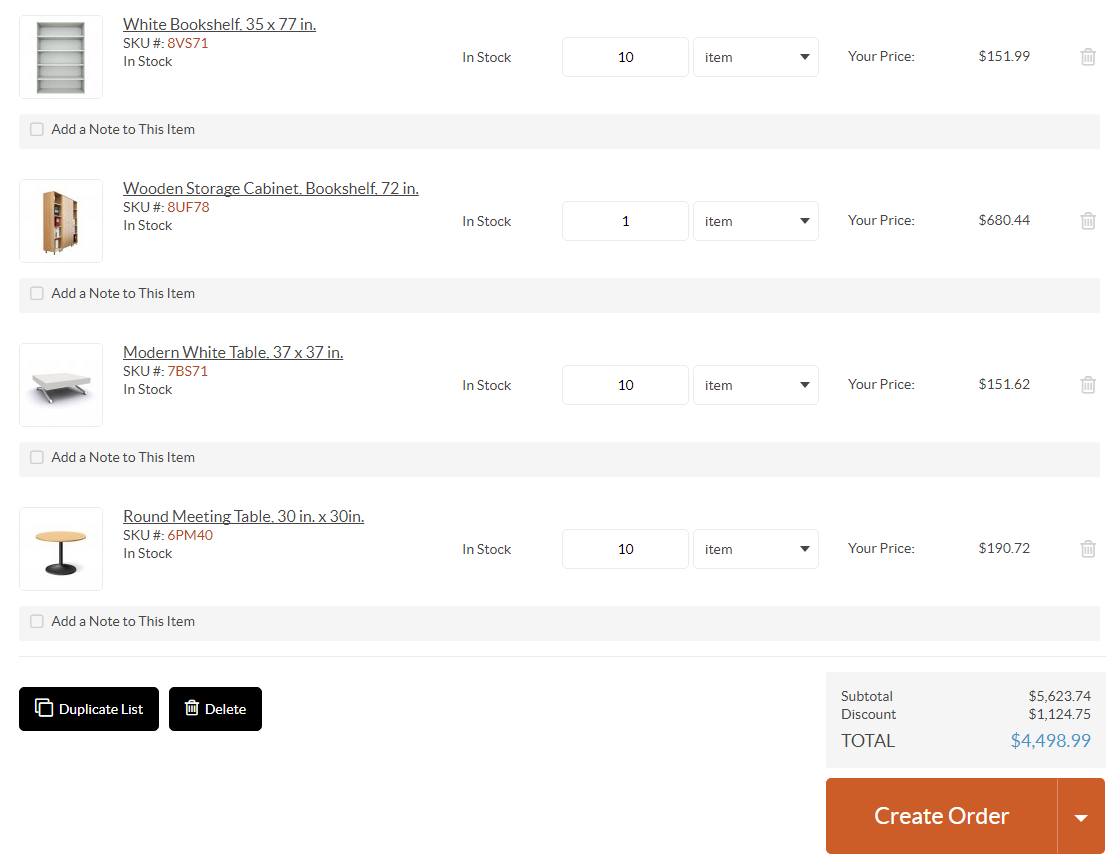 White Bookshelf, 35 x 77 in.
SKU #: 8VS71
In Stock
In Stock
10
item
Your Price:
$151.99
Add a Note to This Item
Wooden Storage Cabinet, Bookshelf, 72 in.
SKU #: 8UF78
In Stock
In Stock
1
item
Your Price:
$680.44
Add a Note to This Item
Modern White Table, 37 x 37 in.
SKU #: 7BS71
In Stock
In Stock
10
item
Your Price:
$151.62
Add a Note to This Item
Round Meeting Table, 30 in. x 30in.
SKU #: 6PM40
In Stock
In Stock
10
item
Your Price:
$190.72
Add a Note to This Item
Duplicate List
Delete
Subtotal $5,623.74
Discount $1,124.75
TOTAL $4,498.99
Create Order